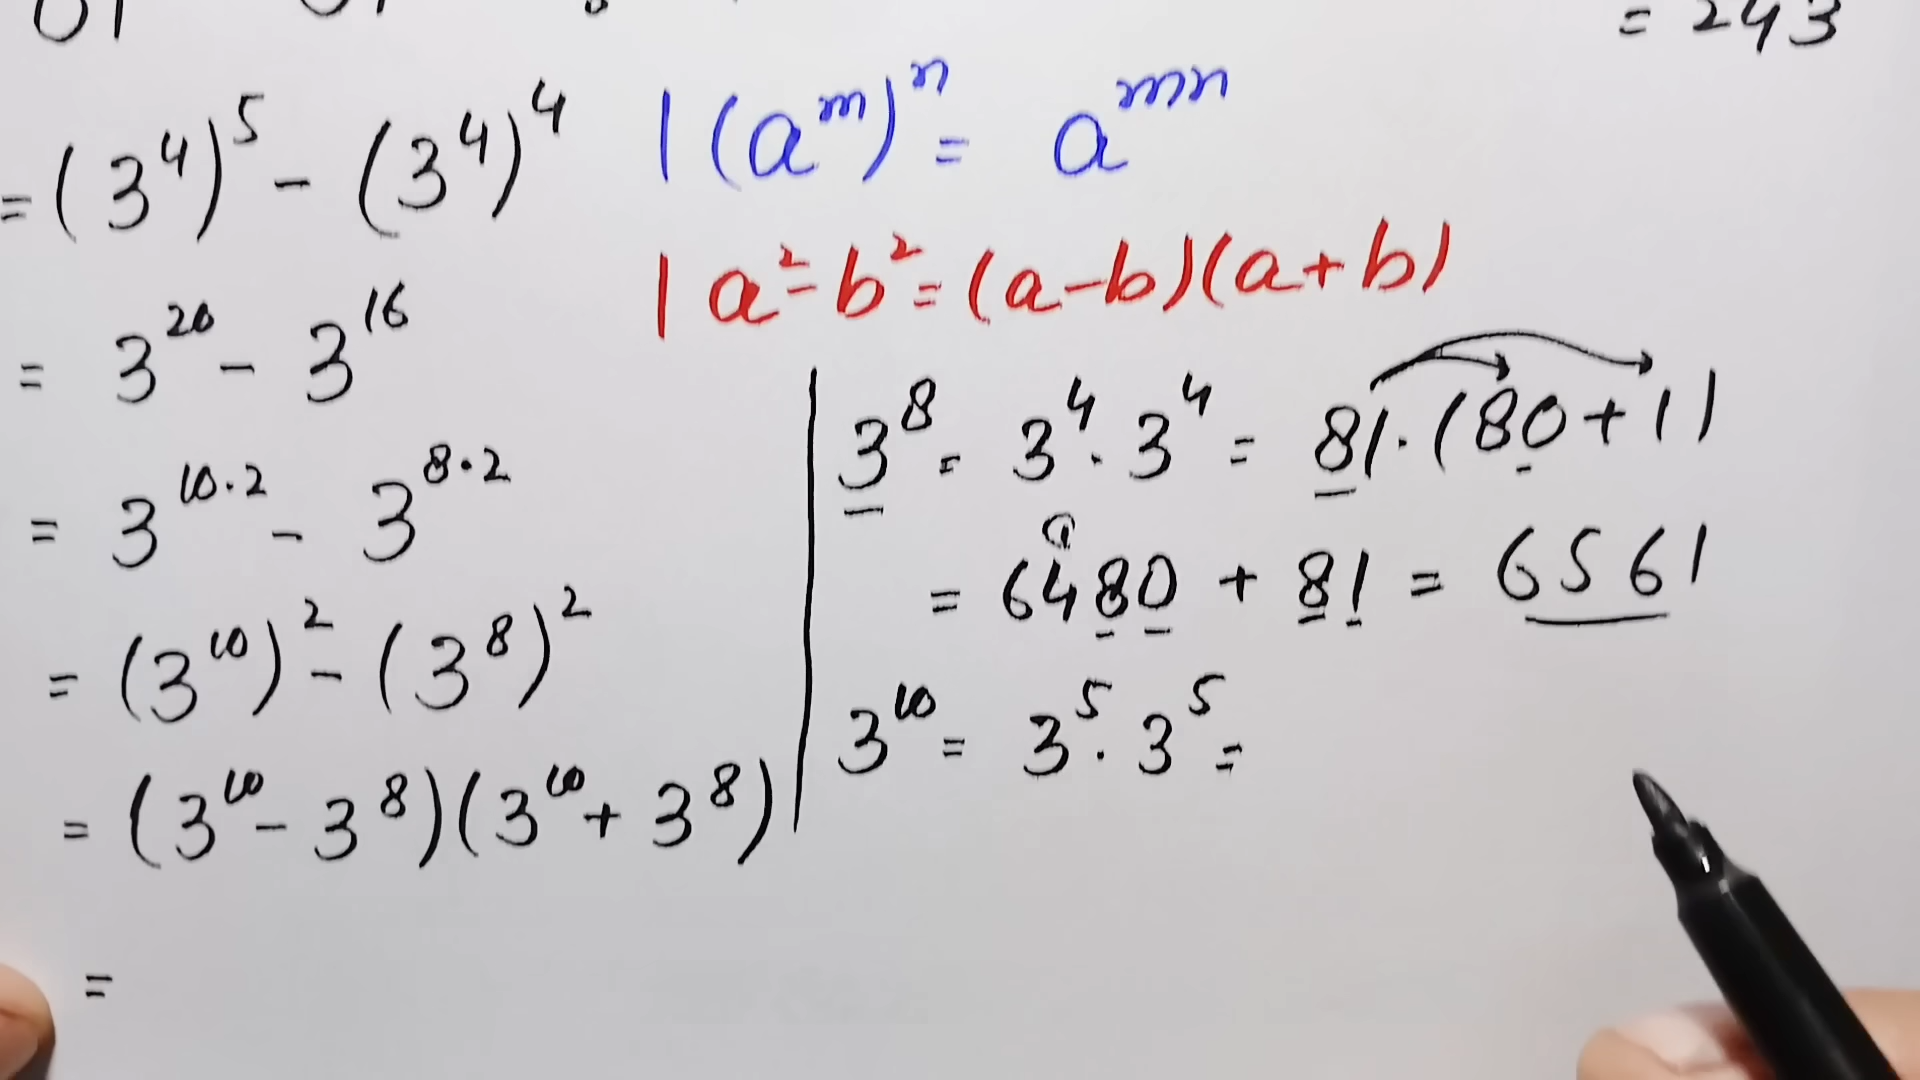 = 243
= (3⁴)⁵ - (3⁴)⁴ | (aᵐ)ⁿ = aᵐⁿ
| a² - b² = (a-b)(a+b)
= 3²⁰ - 3¹⁶
3⁸ = 3⁴ · 3⁴ = 81 · (80+1)
= 3¹⁰·² - 3⁸·²
= 6480 + 81 = 6561
= (3¹⁰)² - (3⁸)²
3¹⁰ = 3⁵ · 3⁵ =
= (3¹⁰ - 3⁸)(3¹⁰ + 3⁸)
=